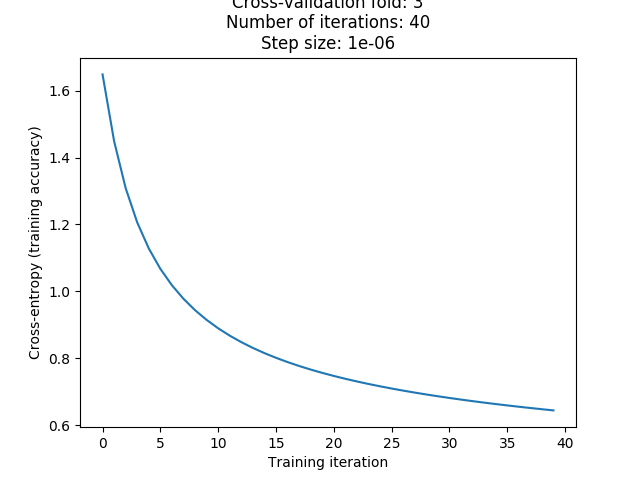 Cross-validation fold: 3
Number of iterations: 40
Step size: 1e-06
1.6
1.4
1.2
1.0
0.8
0.6
Cross-entropy (training accuracy)
0 5 10 15 20 25 30 35 40
Training iteration